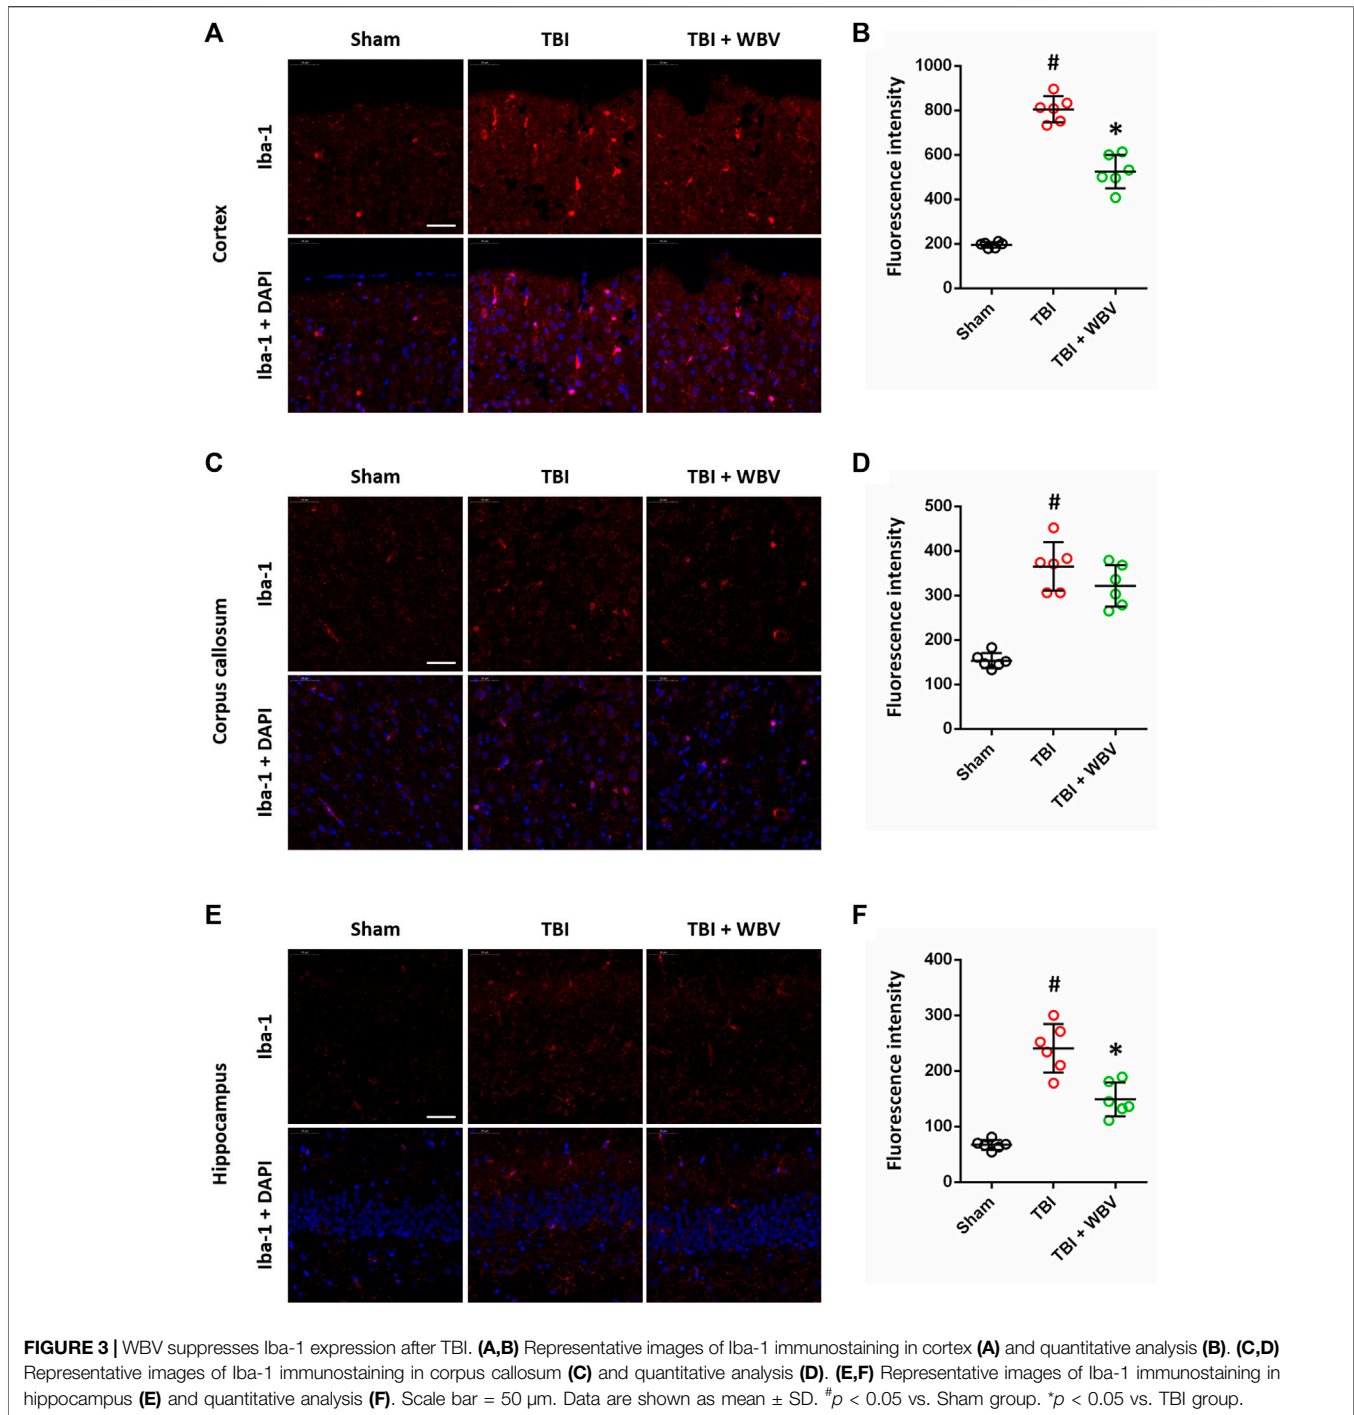 A
Sham
TBI
TBI + WBV
Cortex
Iba-1
Iba-1 + DAPI
B
Fluorescence intensity
1000
800
600
400
200
0
#
*
Sham
TBI
TBI + WBV
C
Sham
TBI
TBI + WBV
Corpus callosum
Iba-1
Iba-1 + DAPI
D
Fluorescence intensity
500
400
300
200
100
0
#
Sham
TBI
TBI + WBV
E
Sham
TBI
TBI + WBV
Hippocampus
Iba-1
Iba-1 + DAPI
F
Fluorescence intensity
400
300
200
100
0
#
*
Sham
TBI
TBI + WBV
FIGURE 3 | WBV suppresses Iba-1 expression after TBI. (A,B) Representative images of Iba-1 immunostaining in cortex (A) and quantitative analysis (B). (C,D)
Representative images of Iba-1 immunostaining in corpus callosum (C) and quantitative analysis (D). (E,F) Representative images of Iba-1 immunostaining in
hippocampus (E) and quantitative analysis (F). Scale bar = 50 µm. Data are shown as mean ± SD. #p < 0.05 vs. Sham group. *p < 0.05 vs. TBI group.